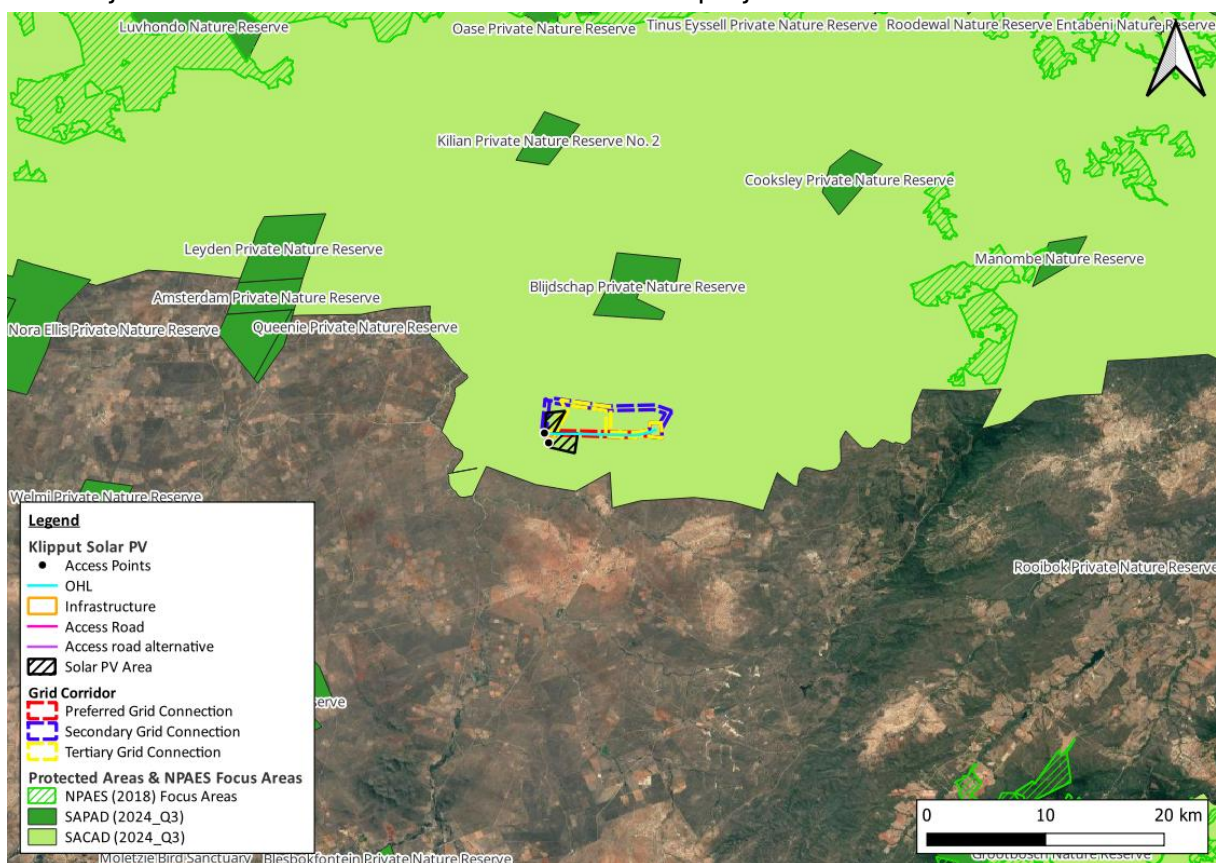 Luvhondo Nature Reserve
Oase Private Nature Reserve
Tinus Eyssell Private Nature Reserve
Roodewal Nature Reserve
Entabeni Nature Reserve
Kilian Private Nature Reserve No. 2
Cooksley Private Nature Reserve
Leyden Private Nature Reserve
Manombe Nature Reserve
Blijdschap Private Nature Reserve
Amsterdam Private Nature Reserve
Nora Ellis Private Nature Reserve
Queenie Private Nature Reserve
Welmi Private Nature Reserve
Rooibok Private Nature Reserve
erve
Legend
Klipput Solar PV
Access Points
OHL
Infrastructure
Access Road
Access road alternative
Solar PV Area
Grid Corridor
Preferred Grid Connection
Secondary Grid Connection
Tertiary Grid Connection
Protected Areas & NPAES Focus Areas
NPAES (2018) Focus Areas
SAPAD (2024_Q3)
SACAD (2024_Q3)
0 10 20 km
Moletzie Bird Sanctuary
Blesbokfontein Private Nature Reserve
Grootbosch Nature Reserve